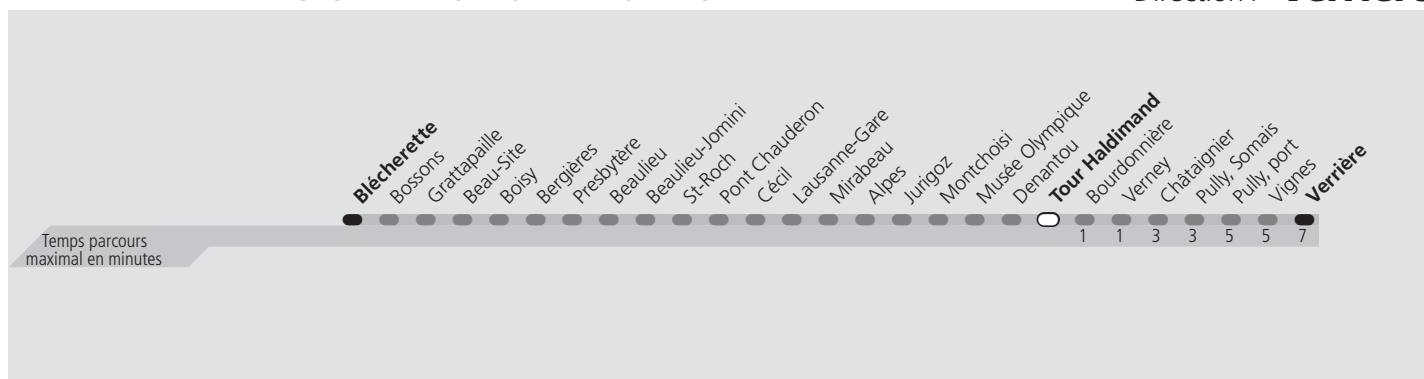 Blécherette
Bossons
Grattapaille
Beau-Site
Boisy
Bergières
Presbytère
Beaulieu
Beaulieu-Jomini
St-Roch
Pont Chauderon
Cécil
Lausanne-Gare
Mirabeau
Alpes
Jurigoz
Montchoisi
Musée Olympique
Denantou
Tour Haldimand
Bourdonnière
Verney
Châtaignier
Pully, Somais
Pully, port
Vignes
Verrière
Temps parcours
maximal en minutes
1 1 3 3 5 5 7